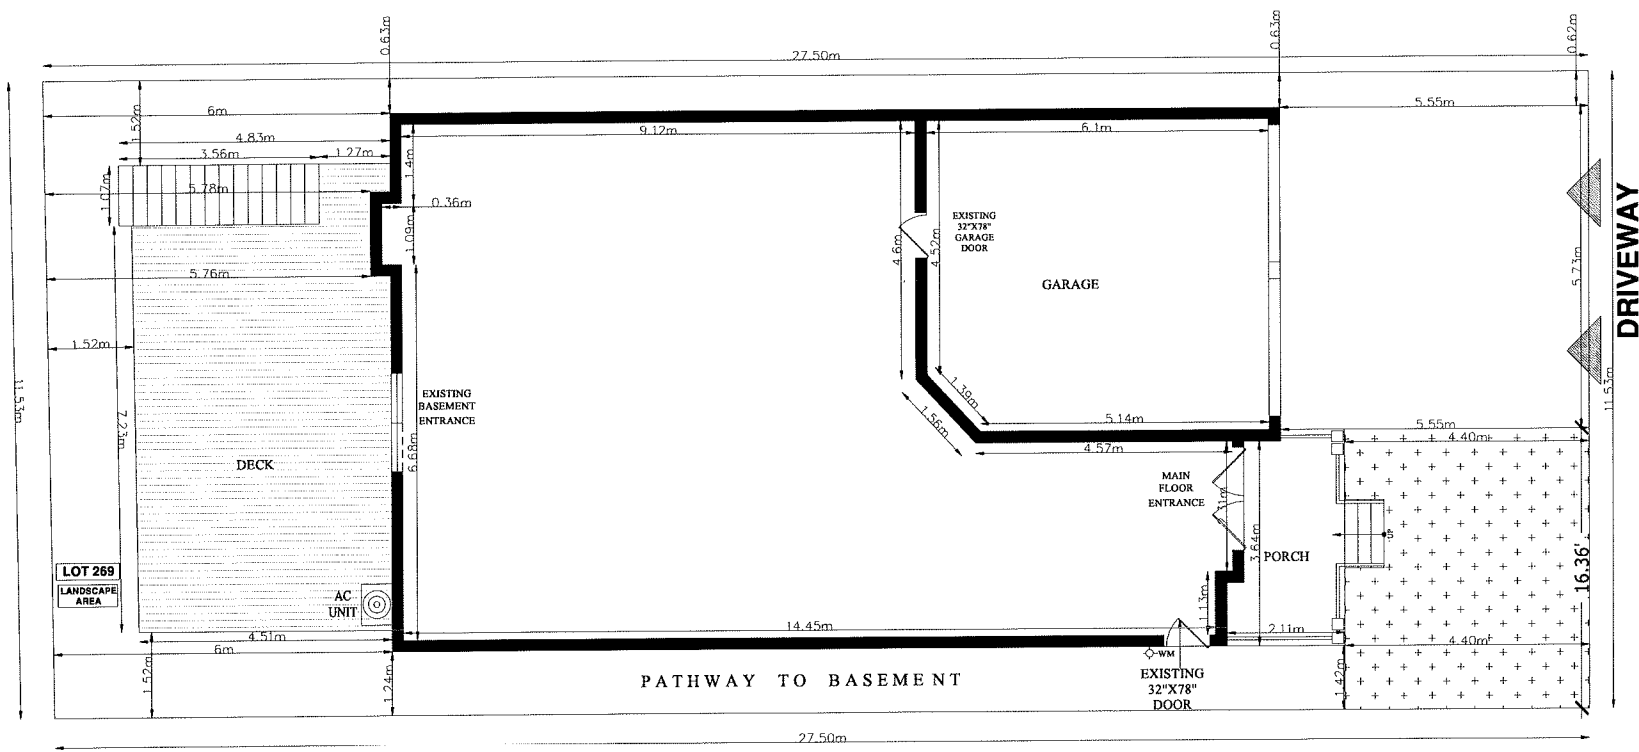 0.63m
0.63m
0.62m
27.50m
6m
1.52m
5.55m
4.83m
9.12m
6.1m
3.56m
1.27m
1.4m
1.07m
5.78m
0.36m
EXISTING
32"X78"
GARAGE
DOOR
1.09m
4.6m
4.52m
5.76m
GARAGE
5.73m
DRIVEWAY
1.52m
11.53m
11.53m
EXISTING
BASEMENT
ENTRANCE
1.39m
1.56m
5.14m
5.55m
4.40m
7.23m
6.68m
4.57m
DECK
MAIN
FLOOR
ENTRANCE
3.64m
PORCH
UP
16.36'
LOT 269
LANDSCAPE
AREA
AC
UNIT
1.13m
14.45m
2.11m
4.51m
4.40m
6m
WM
1.52m
1.24m
PATHWAY TO BASEMENT
EXISTING
32"X78"
DOOR
1.42m
27.50m